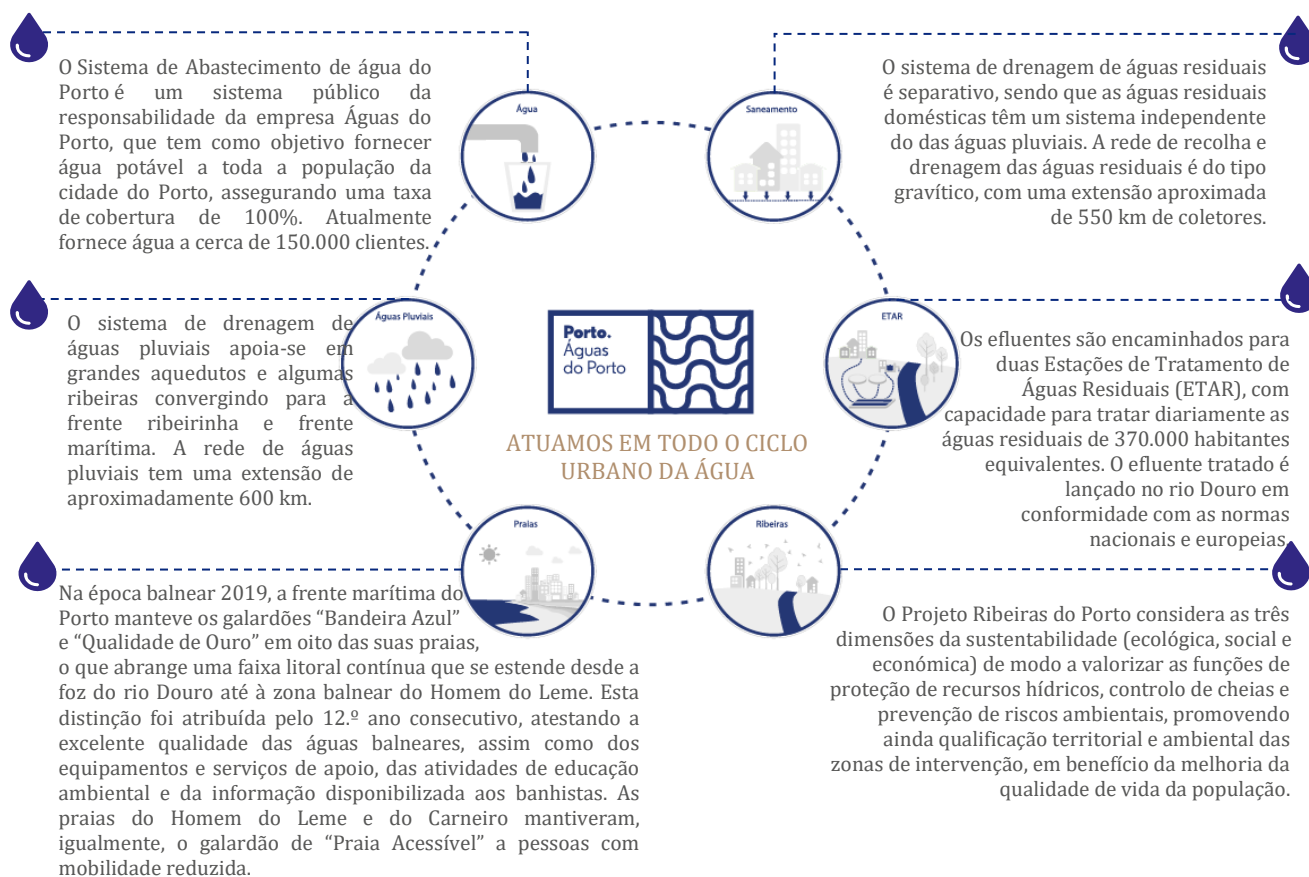 Água
O Sistema de Abastecimento de água do
Porto é um sistema público da
responsabilidade da empresa Águas do
Porto, que tem como objetivo fornecer
água potável a toda a população da
cidade do Porto, assegurando uma taxa
de cobertura de 100%. Atualmente
fornece água a cerca de 150.000 clientes.
Saneamento
O sistema de drenagem de águas residuais
é separativo, sendo que as águas residuais
domésticas têm um sistema independente
do das águas pluviais. A rede de recolha e
drenagem das águas residuais é do tipo
gravítico, com uma extensão aproximada
de 550 km de coletores.
Águas Pluviais
O sistema de drenagem de
águas pluviais apoia-se em
grandes aquedutos e algumas
ribeiras convergindo para a
frente ribeirinha e frente
marítima. A rede de águas
pluviais tem uma extensão de
aproximadamente 600 km.
Porto.
Águas
do Porto
ATUAMOS EM TODO O CICLO
URBANO DA ÁGUA
ETAR
Os efluentes são encaminhados para
duas Estações de Tratamento de
Águas Residuais (ETAR), com
capacidade para tratar diariamente as
águas residuais de 370.000 habitantes
equivalentes. O efluente tratado é
lançado no rio Douro em
conformidade com as normas
nacionais e europeias.
Praias
Na época balnear 2019, a frente marítima do
Porto manteve os galardões “Bandeira Azul”
e “Qualidade de Ouro” em oito das suas praias,
o que abrange uma faixa litoral contínua que se estende desde a
foz do rio Douro até à zona balnear do Homem do Leme. Esta
distinção foi atribuída pelo 12.º ano consecutivo, atestando a
excelente qualidade das águas balneares, assim como dos
equipamentos e serviços de apoio, das atividades de educação
ambiental e da informação disponibilizada aos banhistas. As
praias do Homem do Leme e do Carneiro mantiveram,
igualmente, o galardão de “Praia Acessível” a pessoas com
mobilidade reduzida.
Ribeiras
O Projeto Ribeiras do Porto considera as três
dimensões da sustentabilidade (ecológica, social e
económica) de modo a valorizar as funções de
proteção de recursos hídricos, controlo de cheias e
prevenção de riscos ambientais, promovendo
ainda qualificação territorial e ambiental das
zonas de intervenção, em benefício da melhoria da
qualidade de vida da população.